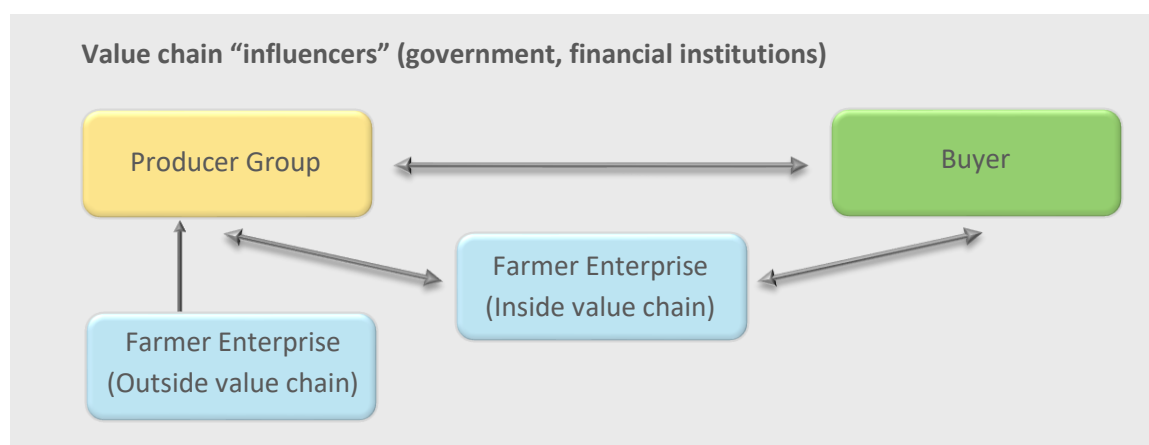 Value chain “influencers” (government, financial institutions)
Producer Group
Buyer
Farmer Enterprise
(Inside value chain)
Farmer Enterprise
(Outside value chain)